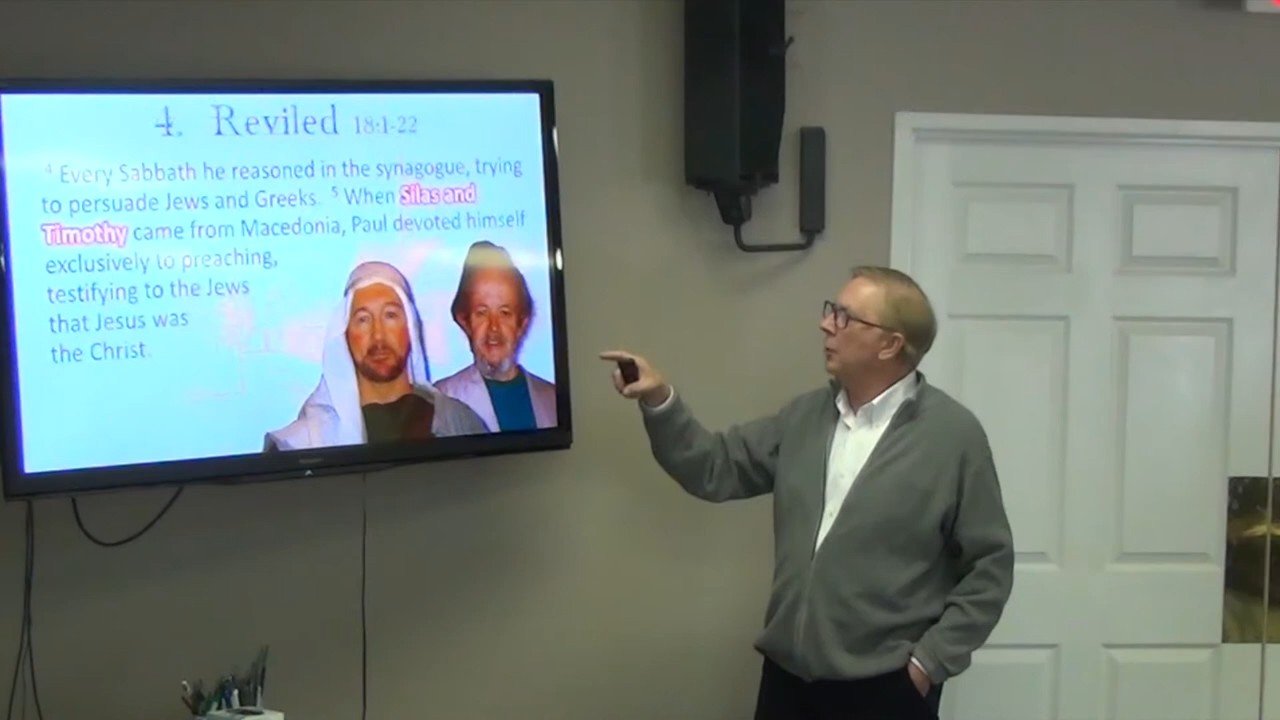 4. Reviled 18:1-22
4 Every Sabbath he reasoned in the synagogue, trying
to persuade Jews and Greeks. 5 When Silas and
Timothy came from Macedonia, Paul devoted himself
exclusively to preaching,
testifying to the Jews
that Jesus was
the Christ.